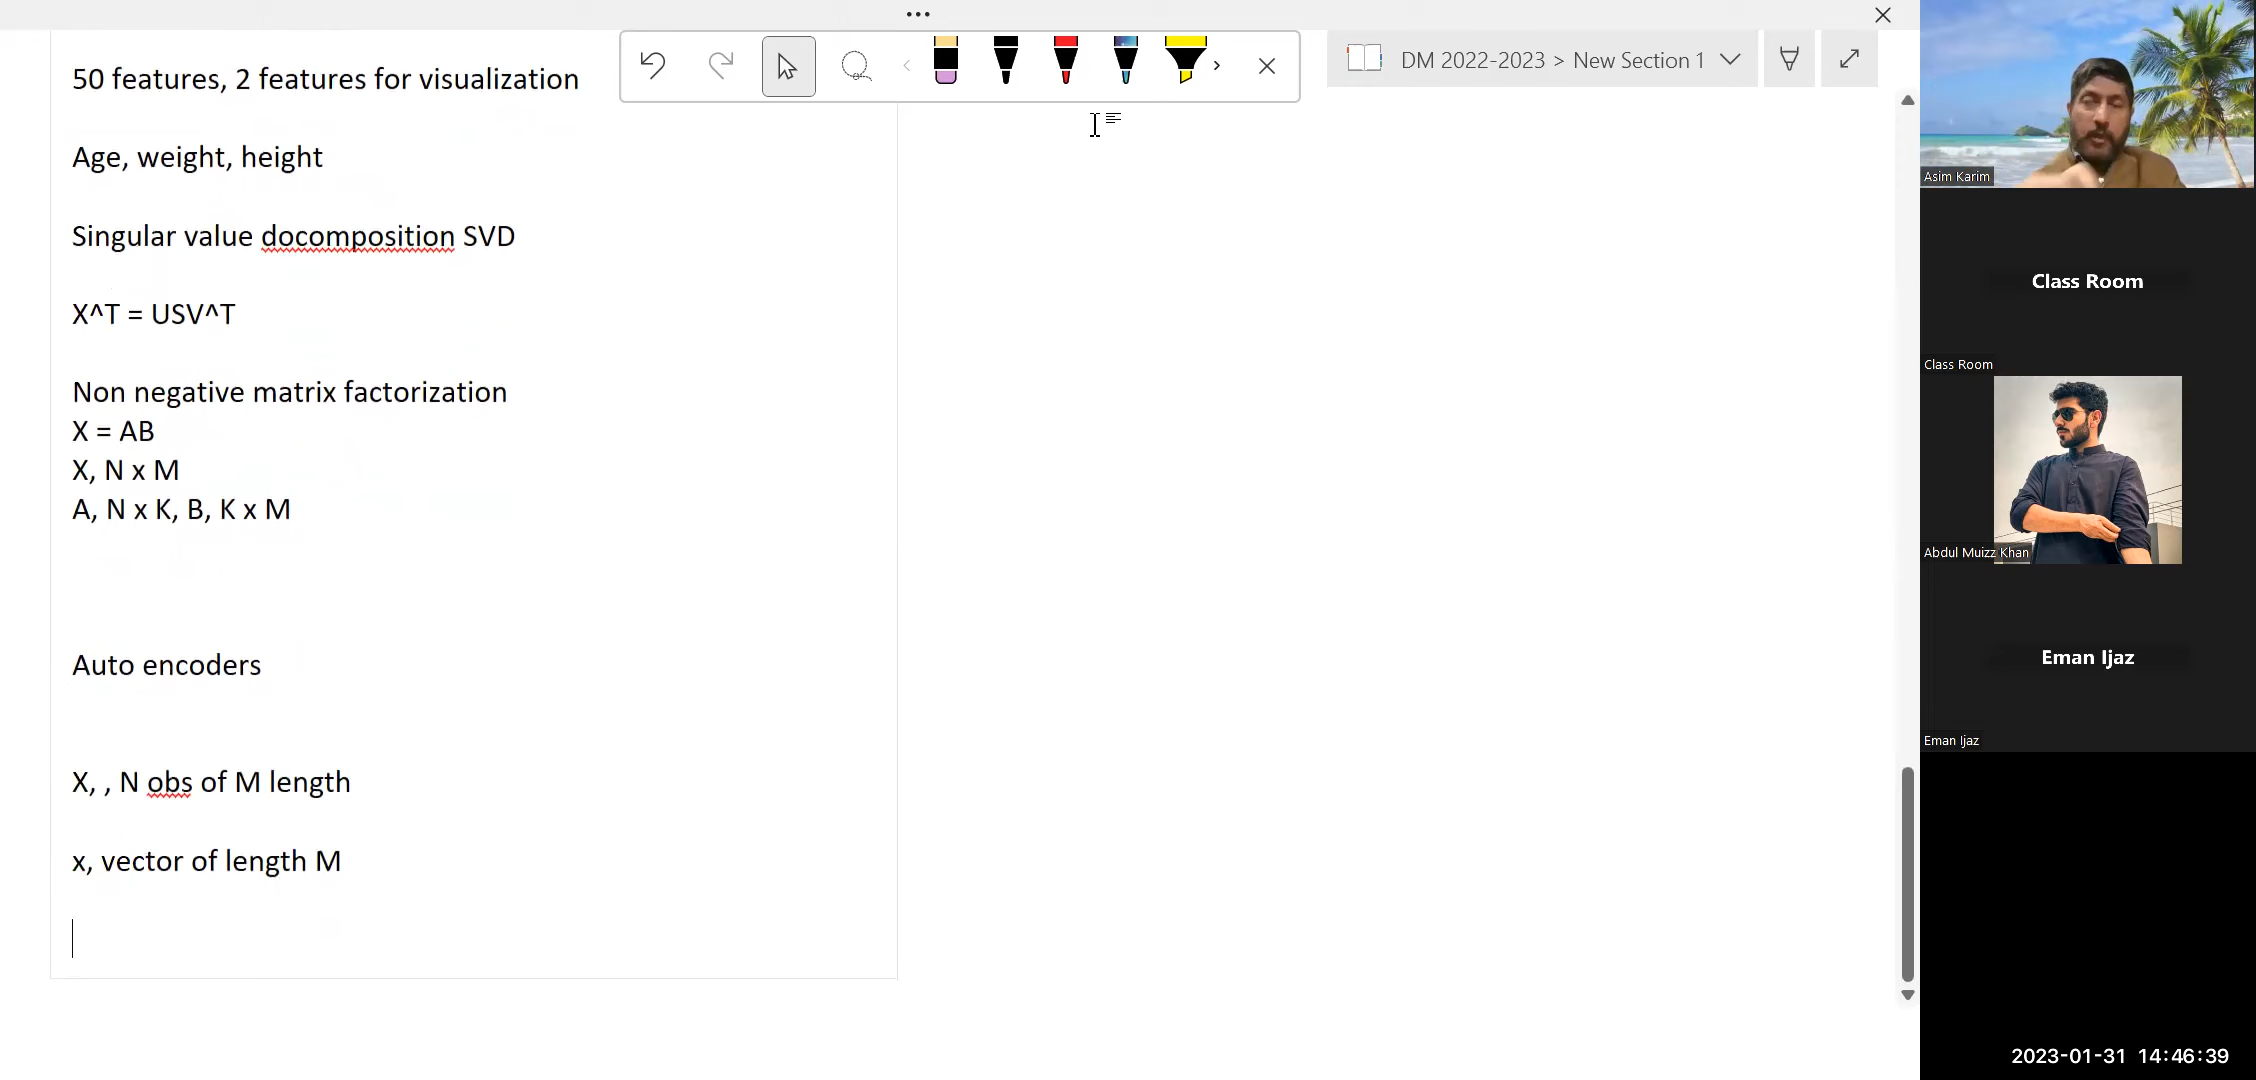 50 features, 2 features for visualization
DM 2022-2023 > New Section 1
Age, weight, height
Singular value docomposition SVD
X^T = USV^T
Non negative matrix factorization
X = AB
X, N x M
A, N x K, B, K x M
Auto encoders
X, , N obs of M length
x, vector of length M
Asim Karim
Class Room
Class Room
Abdul Muizz Khan
Eman Ijaz
Eman Ijaz
2023-01-31 14:46:39